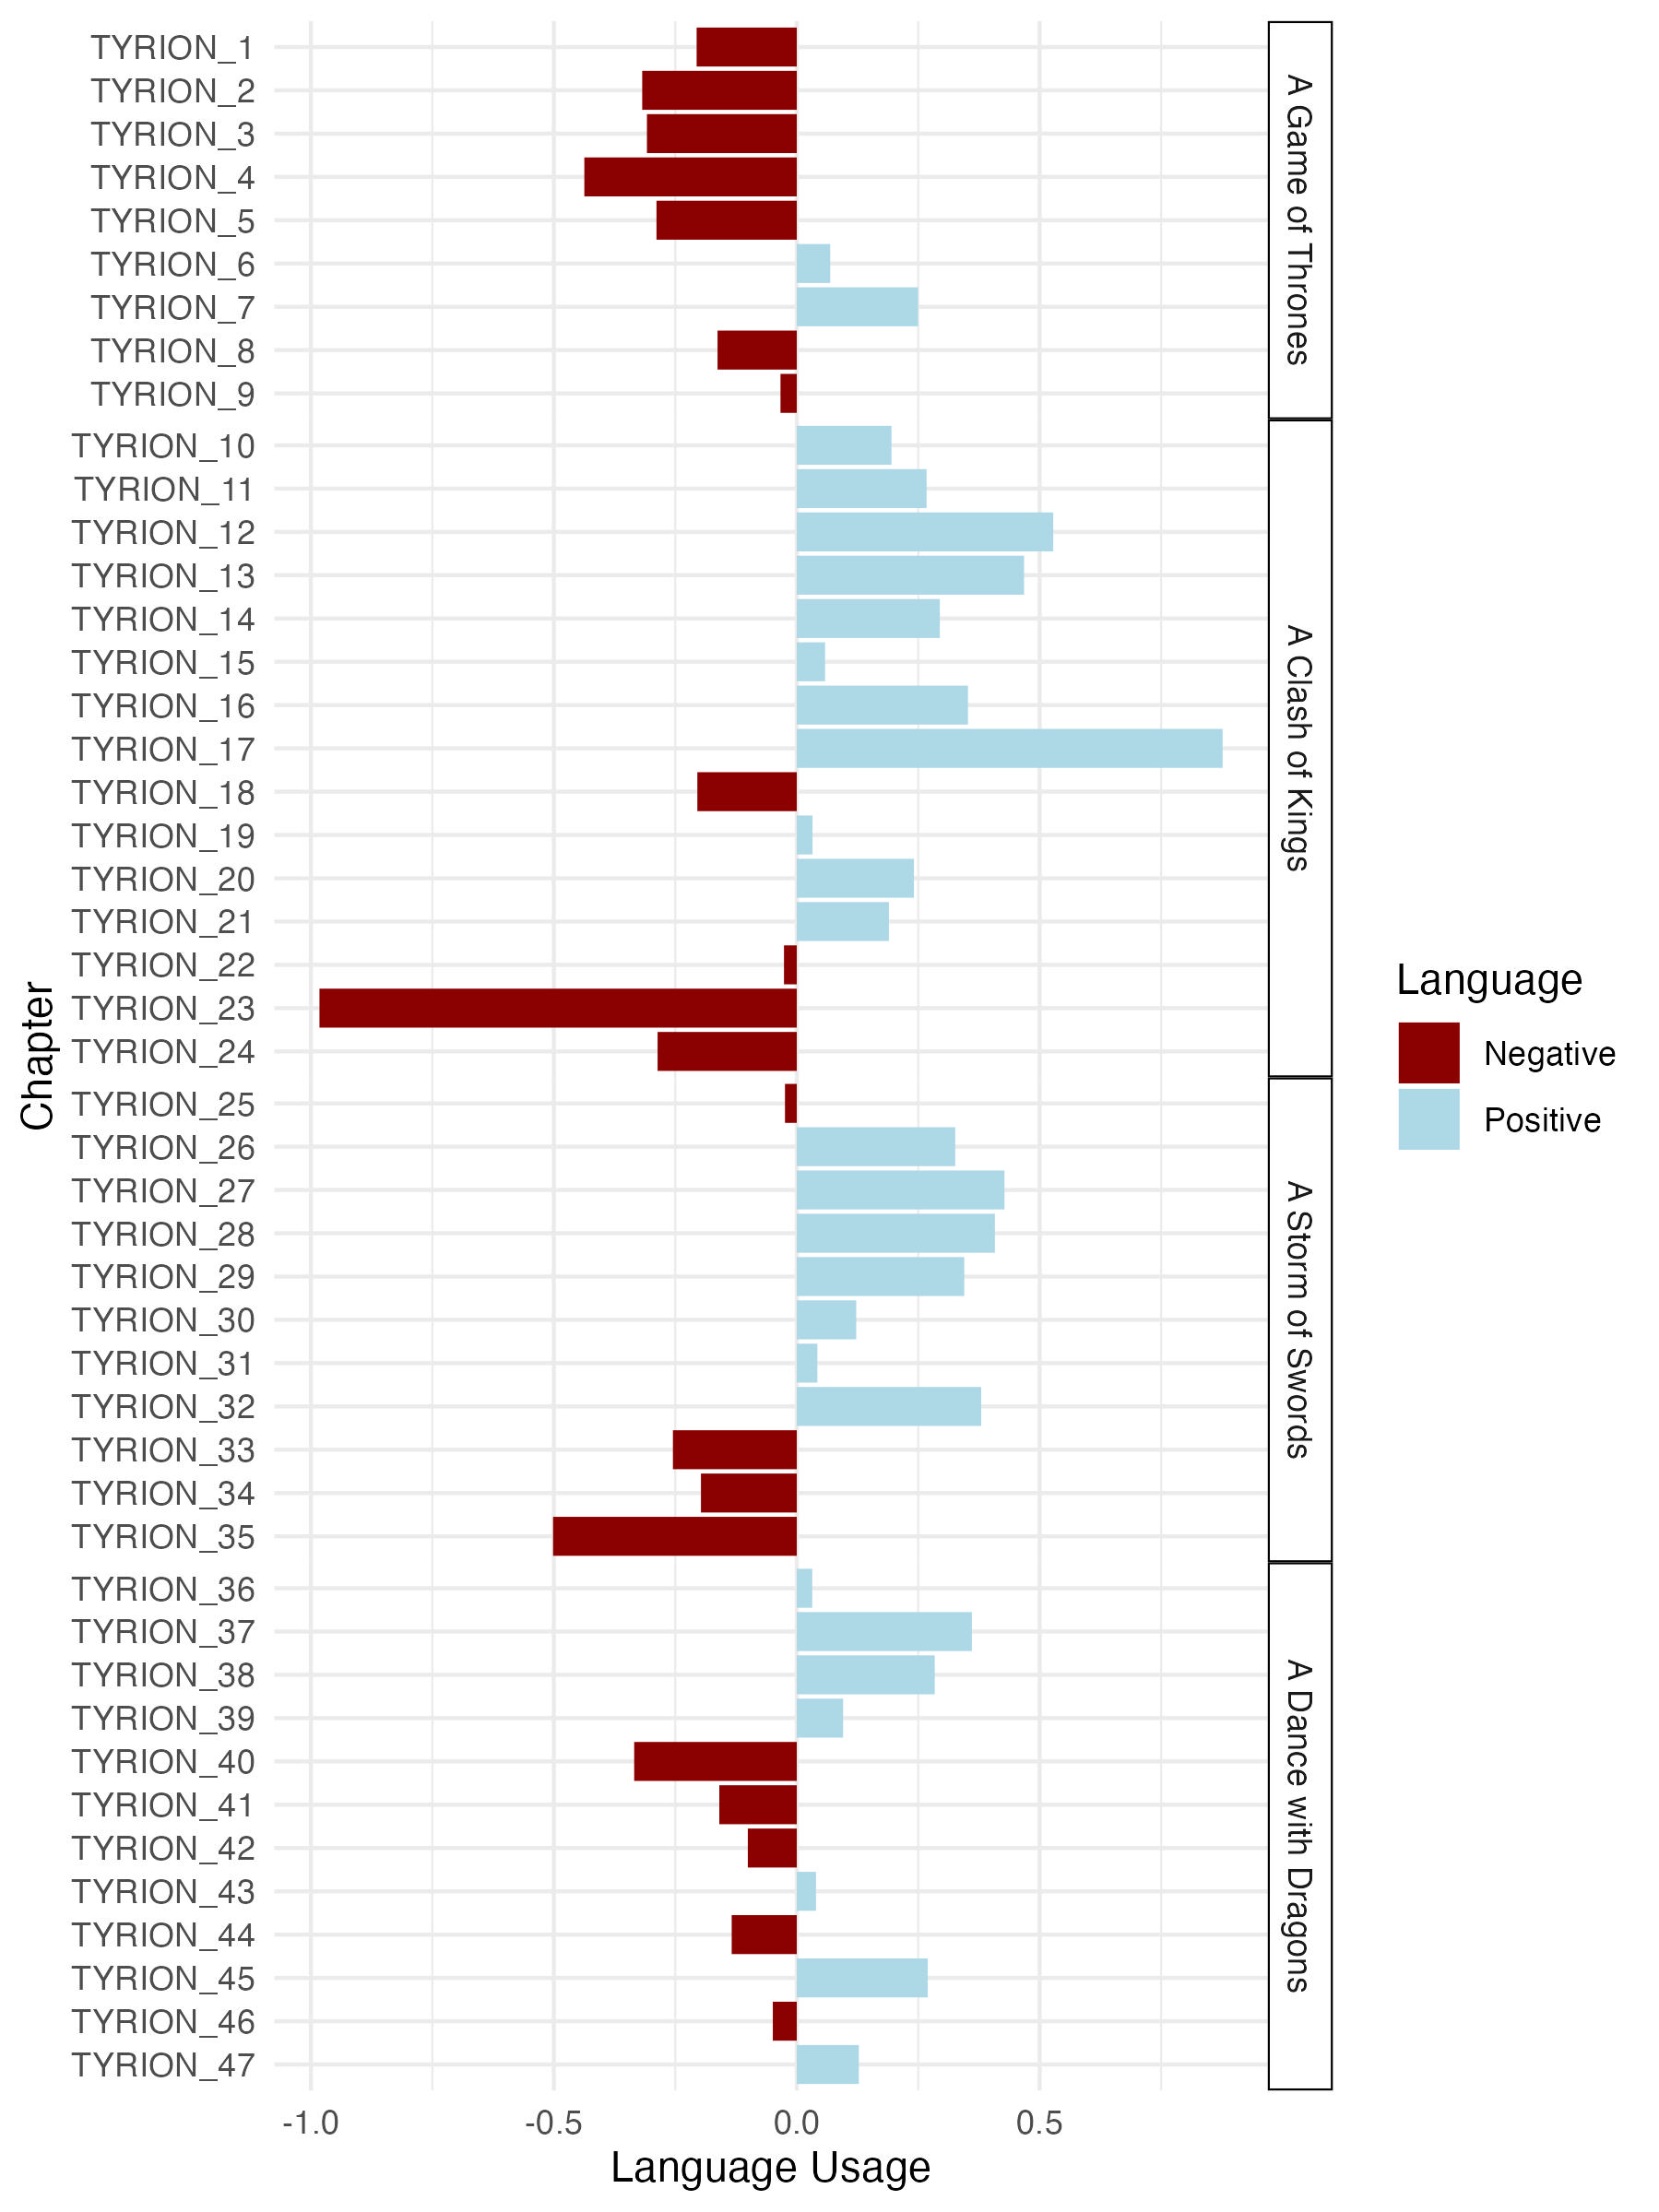 TYRION_1
TYRION_2
TYRION_3
TYRION_4
TYRION_5
TYRION_6
TYRION_7
TYRION_8
TYRION_9
A Game of Thrones
TYRION_10
TYRION_11
TYRION_12
TYRION_13
TYRION_14
TYRION_15
TYRION_16
TYRION_17
TYRION_18
TYRION_19
TYRION_20
TYRION_21
TYRION_22
TYRION_23
TYRION_24
A Clash of Kings
TYRION_25
TYRION_26
TYRION_27
TYRION_28
TYRION_29
TYRION_30
TYRION_31
TYRION_32
TYRION_33
TYRION_34
TYRION_35
A Storm of Swords
TYRION_36
TYRION_37
TYRION_38
TYRION_39
TYRION_40
TYRION_41
TYRION_42
TYRION_43
TYRION_44
TYRION_45
TYRION_46
TYRION_47
A Dance with Dragons
Chapter
-1.0 -0.5 0.0 0.5
Language Usage
Language
Negative
Positive